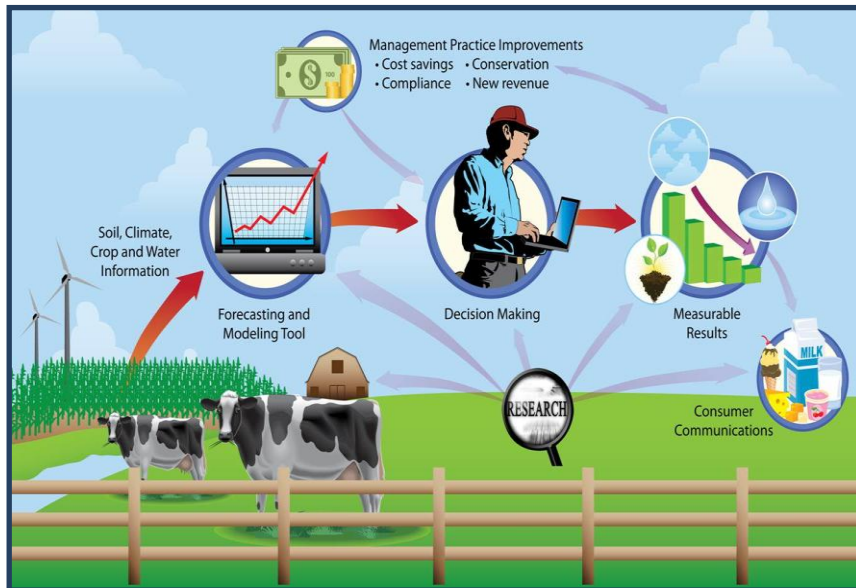 Management Practice Improvements
• Cost savings • Conservation
• Compliance • New revenue
100
Soil, Climate,
Crop and Water
Information
Forecasting and
Modeling Tool
Decision Making
Measurable
Results
RESEARCH
MILK
Consumer
Communications